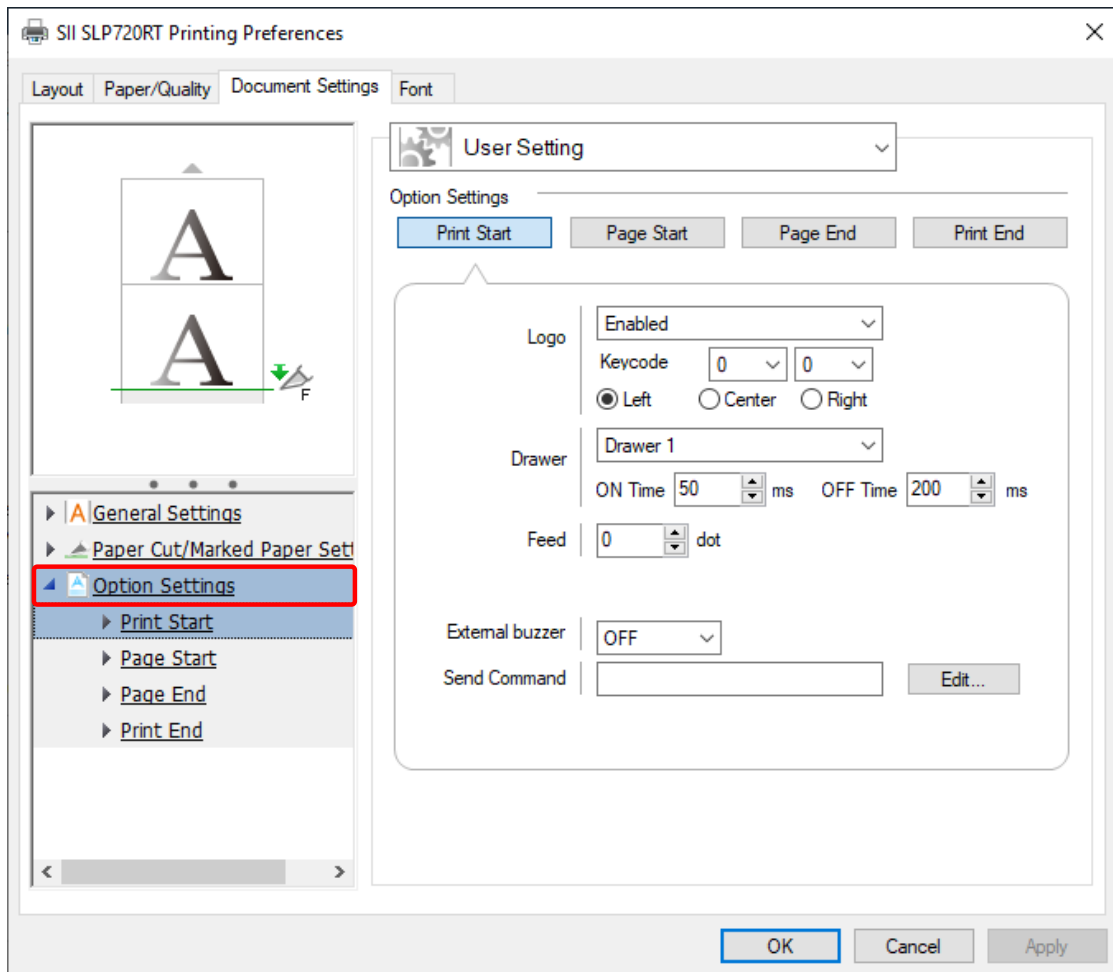 SII SLP720RT Printing Preferences
Layout Paper/Quality Document Settings Font
A
A
F
A General Settings
Paper Cut/Marked Paper Sett
A Option Settings
Print Start
Page Start
Page End
Print End
User Setting
Option Settings
Print Start Page Start Page End Print End
Logo Enabled
Keycode 0 0
Left Center Right
Drawer Drawer 1
ON Time 50 ms OFF Time 200 ms
Feed 0 dot
External buzzer OFF
Send Command Edit...
OK Cancel Apply